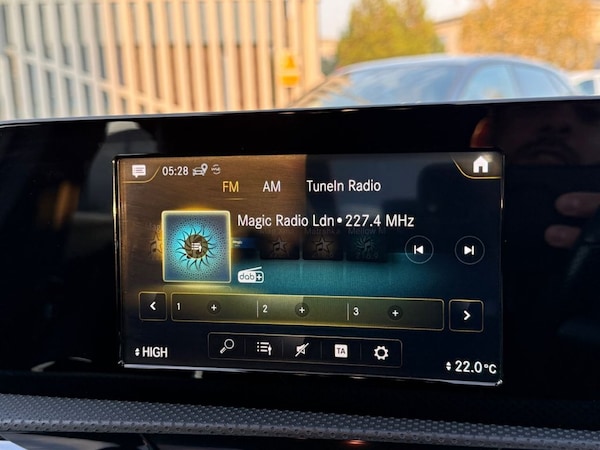 05:28
FM AM TuneIn Radio
Magic Radio Ldn • 227.4 MHz
dab+
1 + 2 + 3 +
TA
HIGH
22.0°C